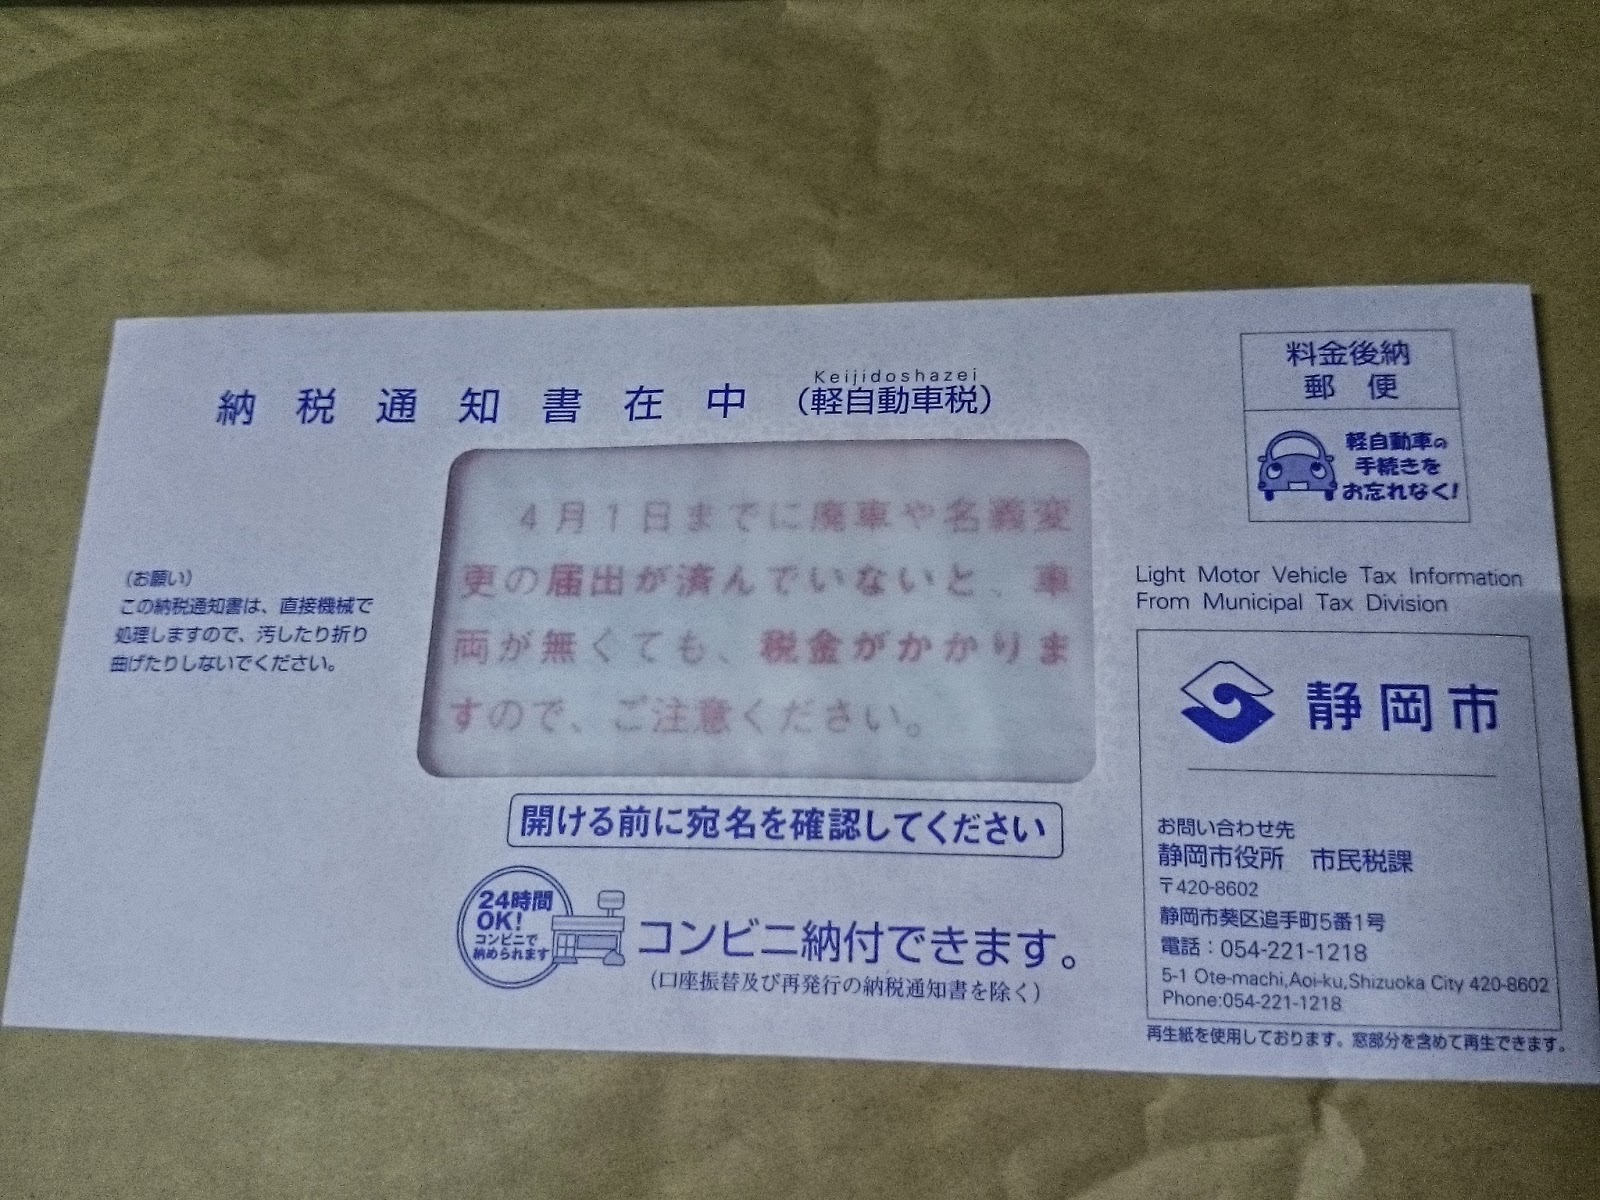 Keijidoshazei
納税通知書在中（軽自動車税）
料金後納
郵便
軽自動車の
手続きを
お忘れなく!
4月1日までに廃車や名義変
更の届出が済んでいないと、車
両が無くても、税金がかかりま
すので、ご注意ください。
（お願い）
この納税通知書は、直接機械で
処理しますので、汚したり折り
曲げたりしないでください。
Light Motor Vehicle Tax Information
From Municipal Tax Division
静岡市
開ける前に宛名を確認してください
24時間
OK!
コンビニで
納められます
コンビニ納付できます。
（口座振替及び再発行の納税通知書を除く）
お問い合わせ先
静岡市役所　市民税課
〒420-8602
静岡市葵区追手町5番1号
電話：054-221-1218
5-1 Ote-machi,Aoi-ku,Shizuoka City 420-8602
Phone:054-221-1218
再生紙を使用しております。窓部分を含めて再生できます。